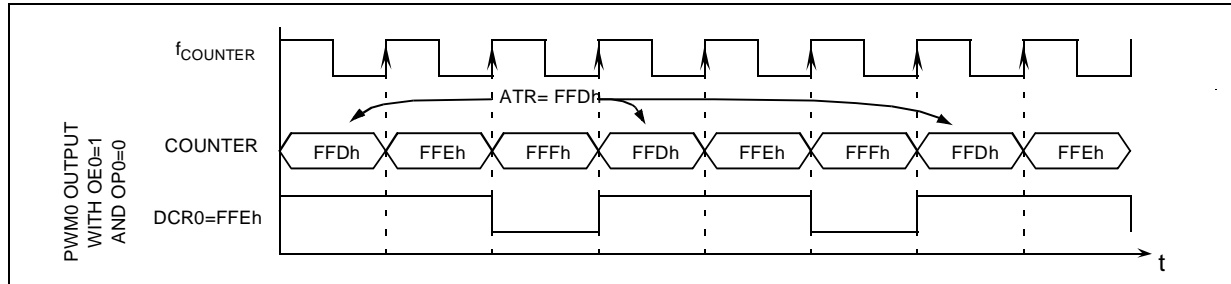 fCOUNTER
ATR= FFDh
COUNTER
FFDh FFEh FFFh FFDh FFEh FFFh FFDh FFEh
PWM0 OUTPUT
WITH OE0=1
AND OP0=0
DCR0=FFEh
t